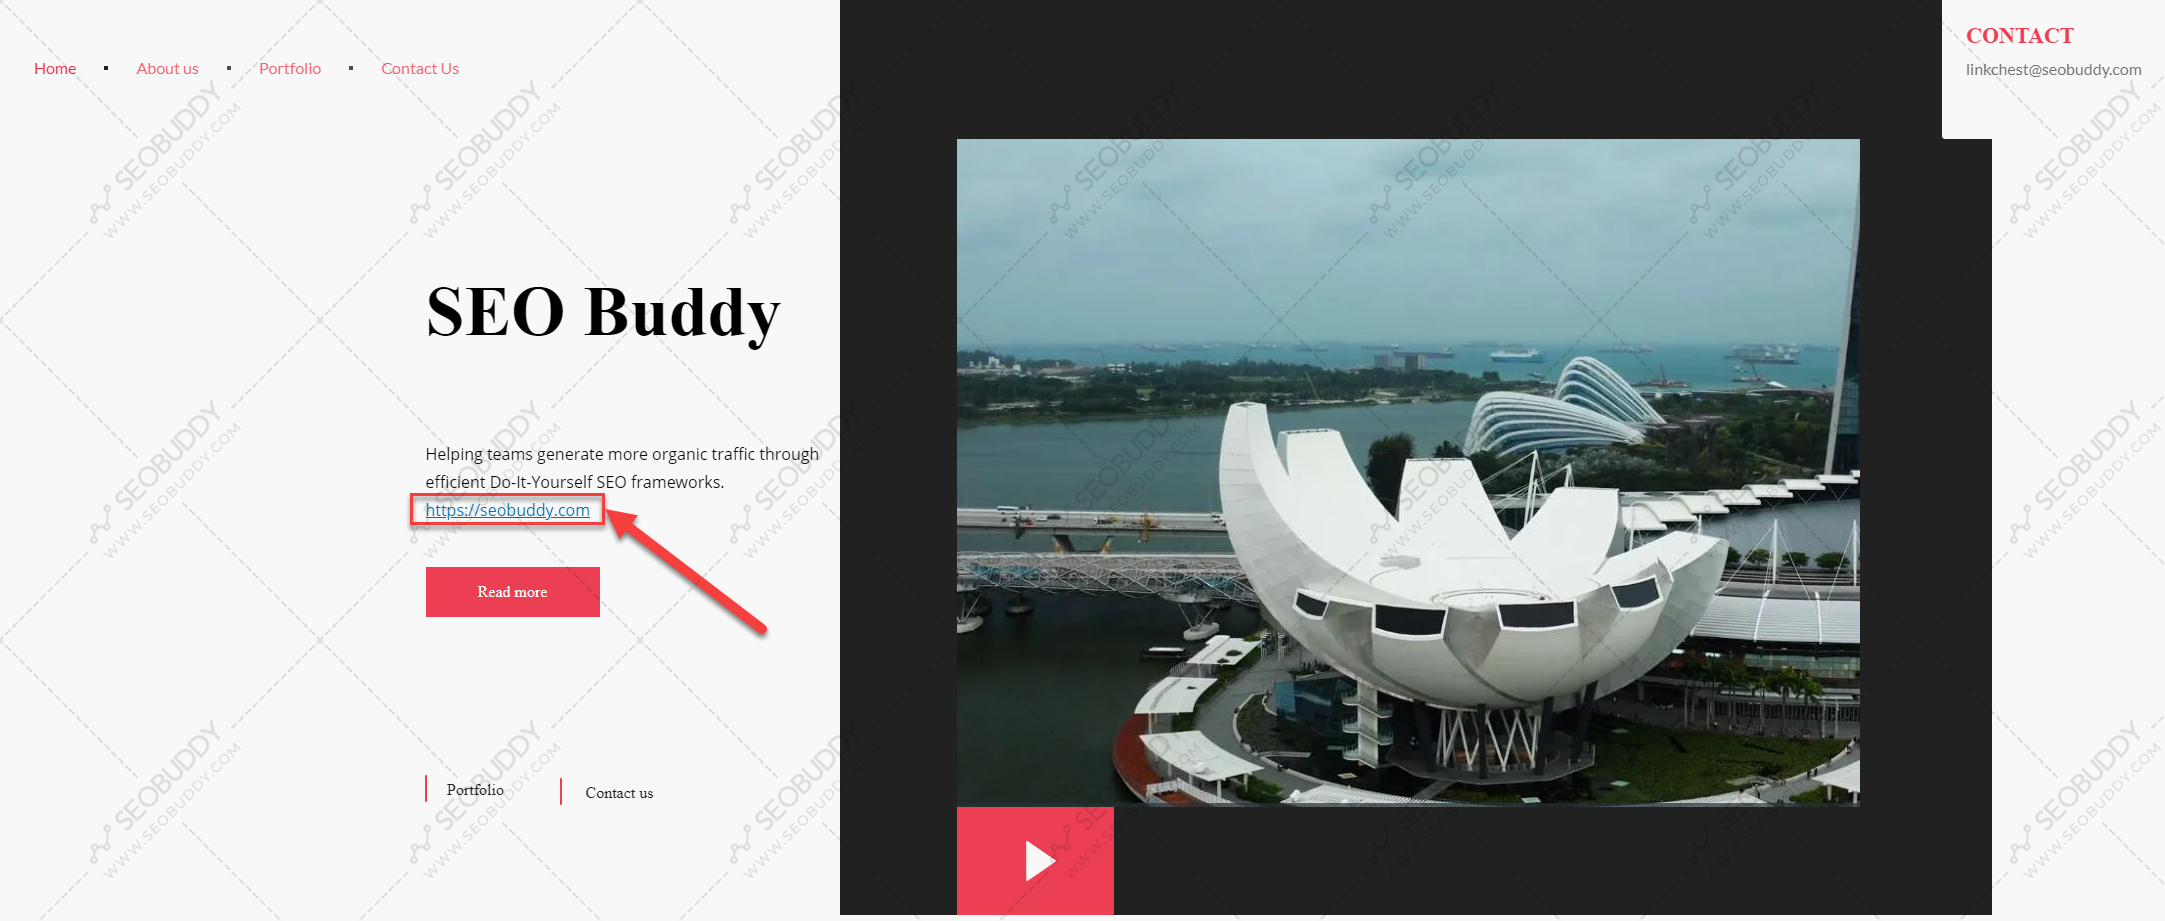 Home
About us
Portfolio
Contact Us
CONTACT
linkchest@seobuddy.com
SEO Buddy
Helping teams generate more organic traffic through
efficient Do-It-Yourself SEO frameworks.
https://seobuddy.com
Read more
Portfolio
Contact us
SEOBUDDY
WWW.SEOBUDDY.COM